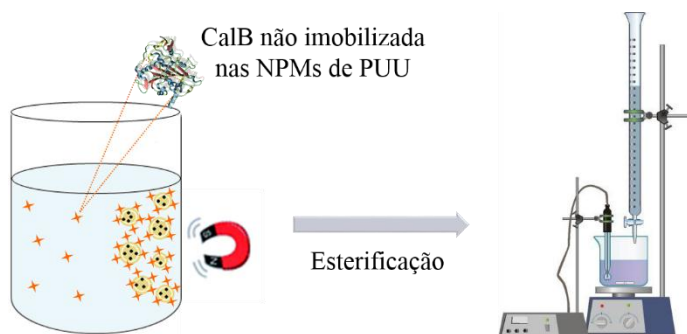 CalB não imobilizada
nas NPMs de PUU
Esterificação